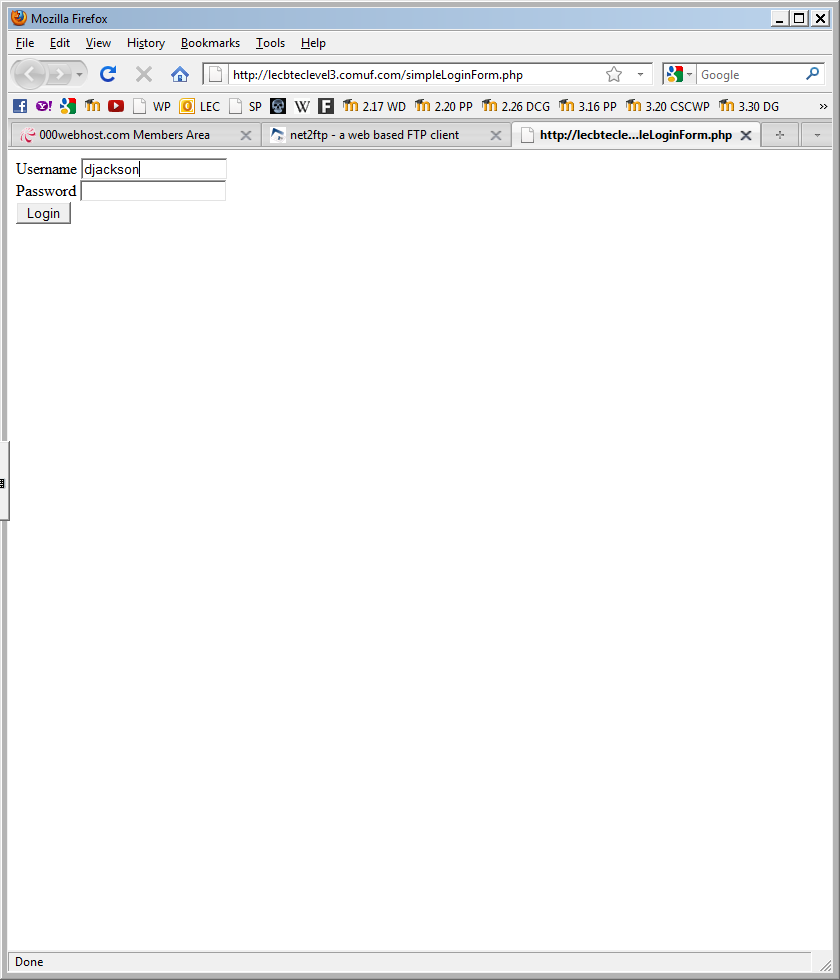 Mozilla Firefox
File Edit View History Bookmarks Tools Help
http://lecbteclevel3.comuf.com/simpleLoginForm.php Google
WP LEC SP W F 2.17 WD 2.20 PP 2.26 DCG 3.16 PP 3.20 CSCWP 3.30 DG »
000webhost.com Members Area net2ftp - a web based FTP client http://lecbtecle...leLoginForm.php
Username djackson
Password
Login
Done